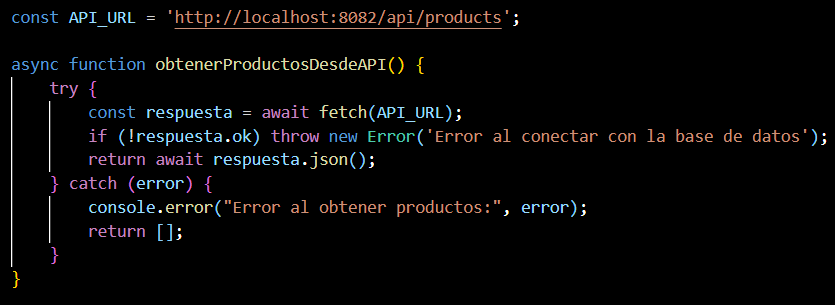 const API_URL = 'http://localhost:8082/api/products';
async function obtenerProductosDesdeAPI() {
try {
const respuesta = await fetch(API_URL);
if (!respuesta.ok) throw new Error('Error al conectar con la base de datos');
return await respuesta.json();
} catch (error) {
console.error("Error al obtener productos:", error);
return [];
}
}